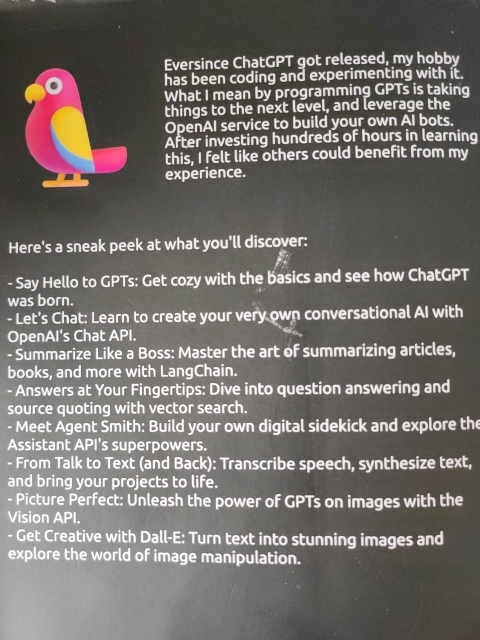 Eversince ChatGPT got released, my hobby
has been coding and experimenting with it.
What I mean by programming GPTs is taking
things to the next level, and leverage the
OpenAI service to build your own AI bots.
After investing hundreds of hours in learning
this, I felt like others could benefit from my
experience.
Here's a sneak peek at what you'll discover:
- Say Hello to GPTs: Get cozy with the basics and see how ChatGPT
was born.
- Let's Chat: Learn to create your very own conversational AI with
OpenAI's Chat API.
- Summarize Like a Boss: Master the art of summarizing articles,
books, and more with LangChain.
- Answers at Your Fingertips: Dive into question answering and
source quoting with vector search.
- Meet Agent Smith: Build your own digital sidekick and explore the
Assistant API's superpowers.
- From Talk to Text (and Back): Transcribe speech, synthesize text,
and bring your projects to life.
- Picture Perfect: Unleash the power of GPTs on images with the
Vision API.
- Get Creative with Dall-E: Turn text into stunning images and
explore the world of image manipulation.